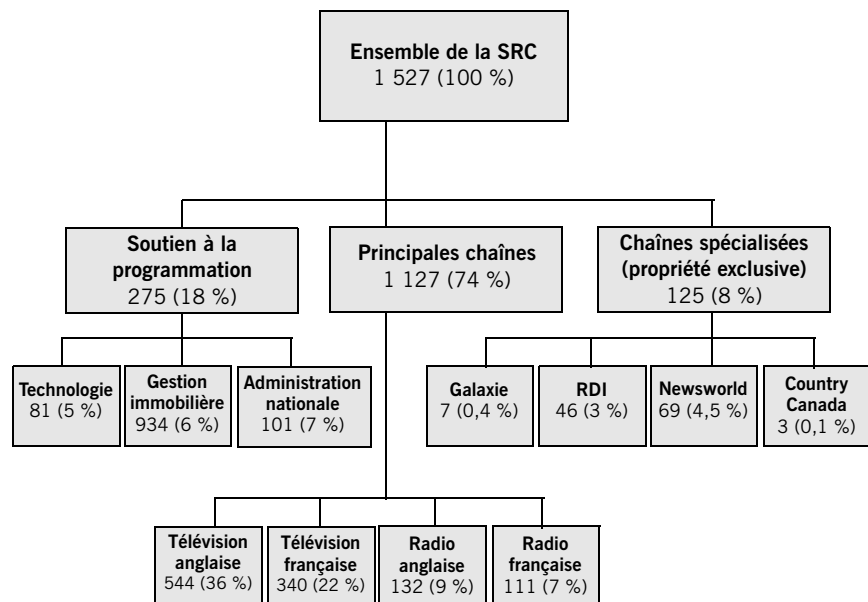 Ensemble de la SRC
1 527 (100 %)
Soutien à la
programmation
275 (18 %)
Principales chaînes
1 127 (74 %)
Chaînes spécialisées
(propriété exclusive)
125 (8 %)
Technologie
81 (5 %)
Gestion
immobilière
934 (6 %)
Administration
nationale
101 (7 %)
Galaxie
7 (0,4 %)
RDI
46 (3 %)
Newsworld
69 (4,5 %)
Country
Canada
3 (0,1 %)
Télévision
anglaise
544 (36 %)
Télévision
française
340 (22 %)
Radio
anglaise
132 (9 %)
Radio
française
111 (7 %)